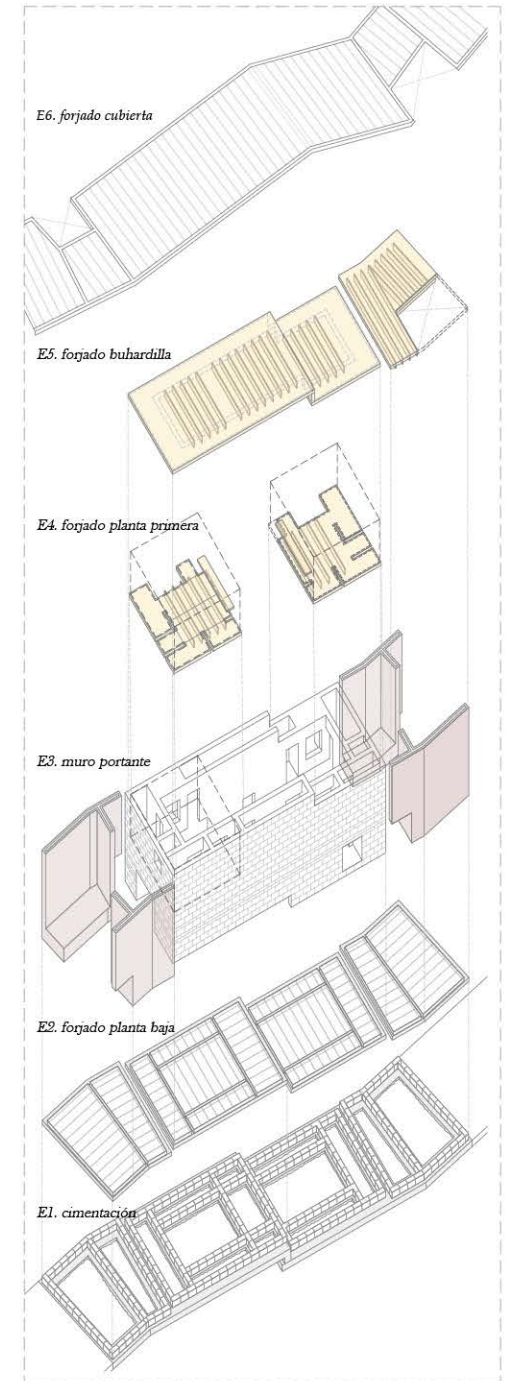 E6. forjado cubierta
E5. forjado buhardilla
E4. forjado planta primera
E3. muro portante
E2. forjado planta baja
E1. cimentación